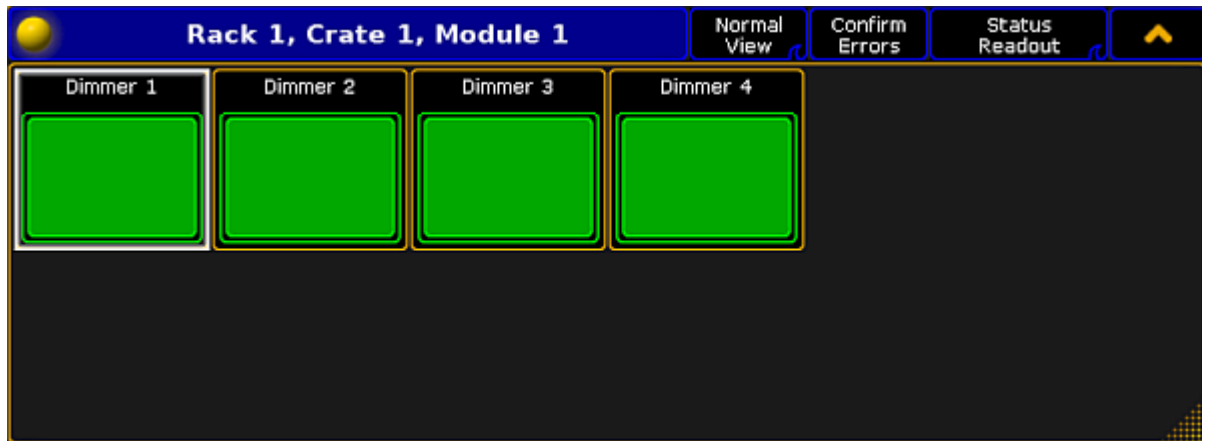 Rack 1, Crate 1, Module 1
Normal
View
Confirm
Errors
Status
Readout
Dimmer 1
Dimmer 2
Dimmer 3
Dimmer 4